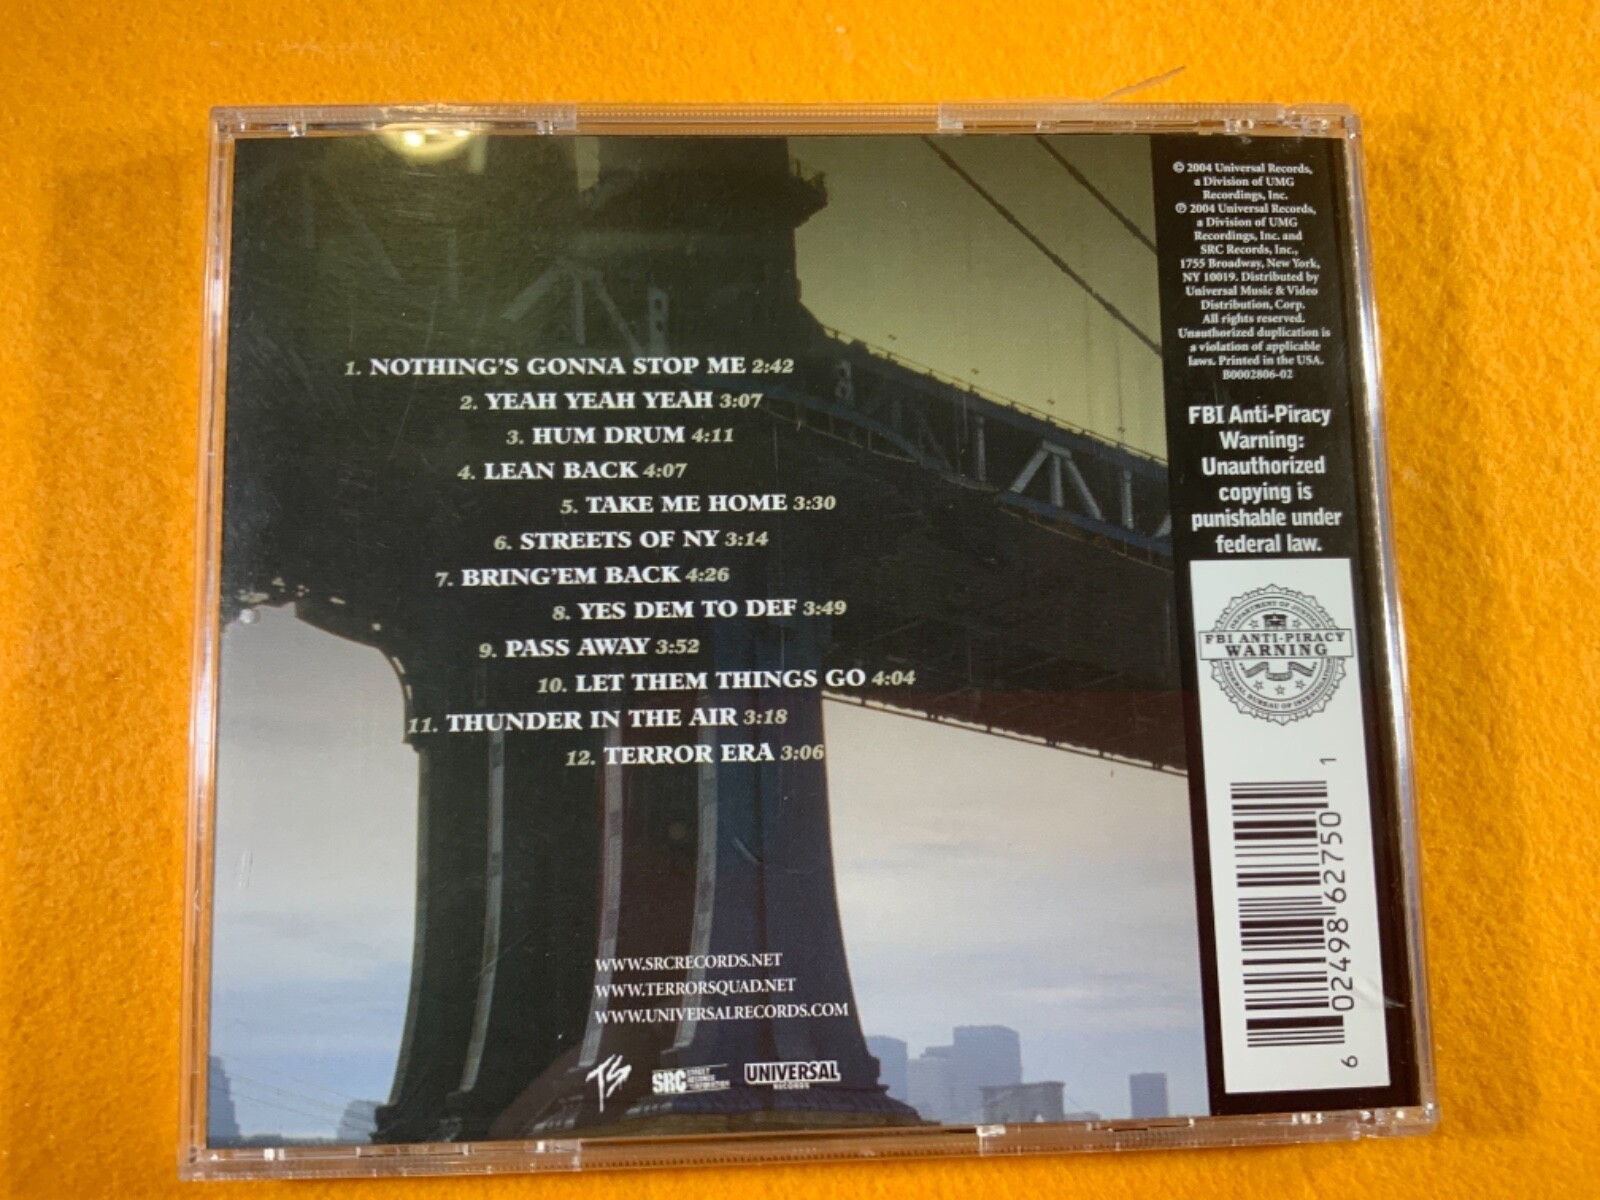 1. NOTHING'S GONNA STOP ME 2:42
2. YEAH YEAH YEAH 3:07
3. HUM DRUM 4:11
4. LEAN BACK 4:07
5. TAKE ME HOME 3:30
6. STREETS OF NY 3:14
7. BRING'EM BACK 4:26
8. YES DEM TO DEF 3:49
9. PASS AWAY 3:52
10. LET THEM THINGS GO 4:04
11. THUNDER IN THE AIR 3:18
12. TERROR ERA 3:06
WWW.SRCRECORDS.NET
WWW.TERRORSQUAD.NET
WWW.UNIVERSALRECORDS.COM
TS
SRC
UNIVERSAL
RECORDS
© 2004 Universal Records,
a Division of UMG
Recordings, Inc.
℗ 2004 Universal Records,
a Division of UMG
Recordings, Inc. and
SRC Records, Inc.,
1755 Broadway, New York,
NY 10019. Distributed by
Universal Music & Video
Distribution, Corp.
All rights reserved.
Unauthorized duplication is
a violation of applicable
laws. Printed in the USA.
B0002806-02
FBI Anti-Piracy
Warning:
Unauthorized
copying is
punishable under
federal law.
DEPARTMENT OF JUSTICE
FBI ANTI-PIRACY
WARNING
FEDERAL BUREAU OF INVESTIGATION
6 02498 62750 1